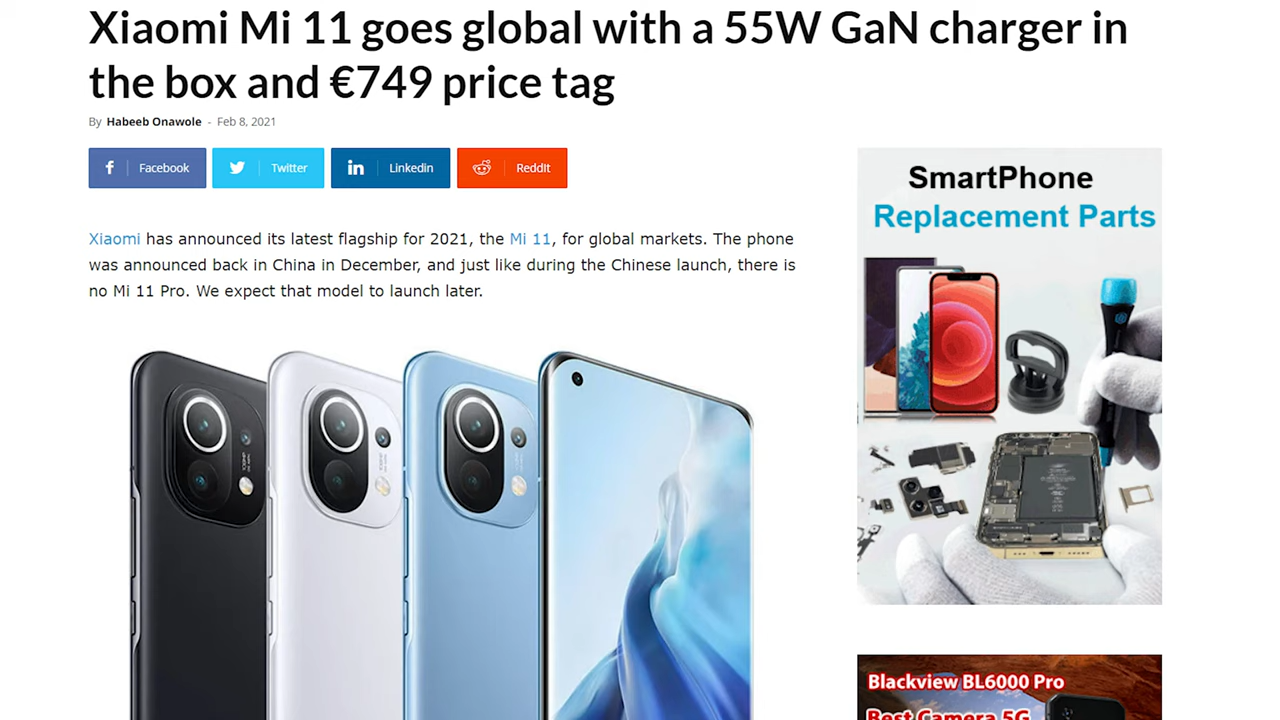 Xiaomi Mi 11 goes global with a 55W GaN charger in
the box and €749 price tag
By Habeeb Onawole - Feb 8, 2021
Facebook
Twitter
Linkedin
ReddIt
Xiaomi has announced its latest flagship for 2021, the Mi 11, for global markets. The phone
was announced back in China in December, and just like during the Chinese launch, there is
no Mi 11 Pro. We expect that model to launch later.
SmartPhone
Replacement Parts
Blackview BL6000 Pro
Best Camera 5G